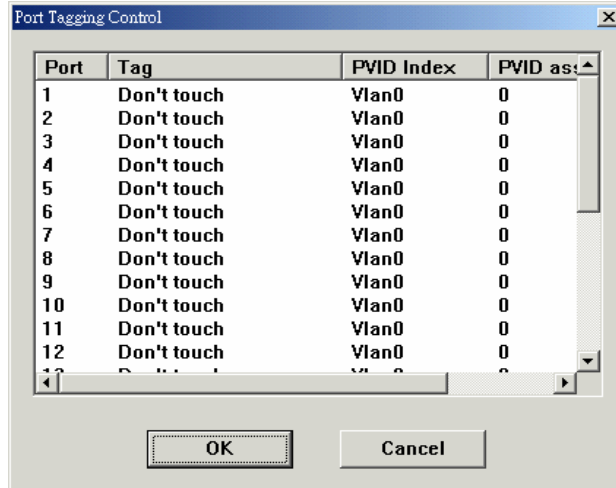 Port Tagging Control
Port Tag PVID Index PVID ass
1 Don't touch Vlan0 0
2 Don't touch Vlan0 0
3 Don't touch Vlan0 0
4 Don't touch Vlan0 0
5 Don't touch Vlan0 0
6 Don't touch Vlan0 0
7 Don't touch Vlan0 0
8 Don't touch Vlan0 0
9 Don't touch Vlan0 0
10 Don't touch Vlan0 0
11 Don't touch Vlan0 0
12 Don't touch Vlan0 0
OK Cancel